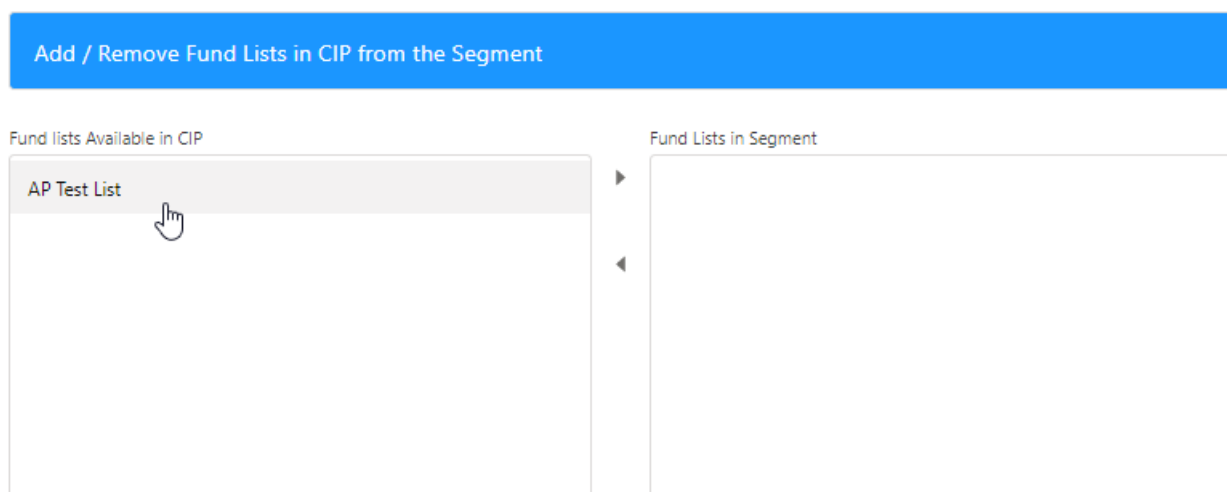 Add / Remove Fund Lists in CIP from the Segment
Fund lists Available in CIP
Fund Lists in Segment
AP Test List